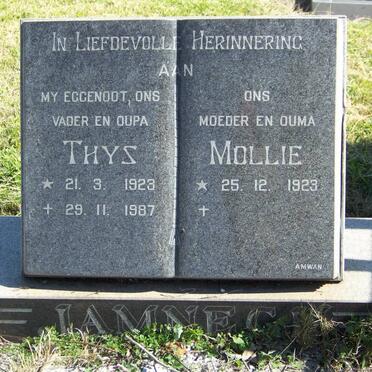 In Liefdevolle Herinnering
AAN
MY EGGENOOT, ONS
VADER EN OUPA
THYS
★ 21. 3. 1923
✝ 29. 11. 1987
ONS
MOEDER EN OUMA
MOLLIE
★ 25. 12. 1923
✝
AMWAN